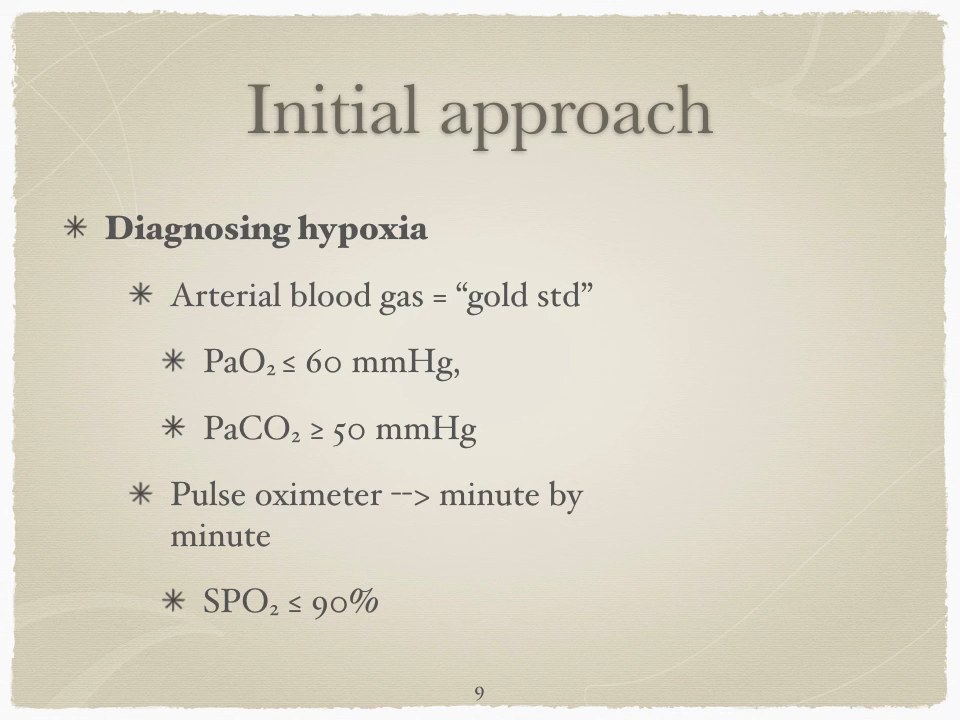 Initial approach
Diagnosing hypoxia
Arterial blood gas = “gold std”
PaO₂ ≤ 60 mmHg,
PaCO₂ ≥ 50 mmHg
Pulse oximeter --> minute by
minute
SPO₂ ≤ 90%
9